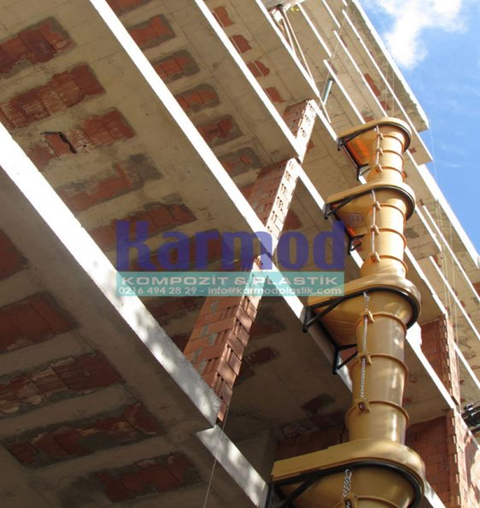 Karmod
KOMPOZİT & PLASTİK
0216 494 28 29 - info@karmodplastik.com